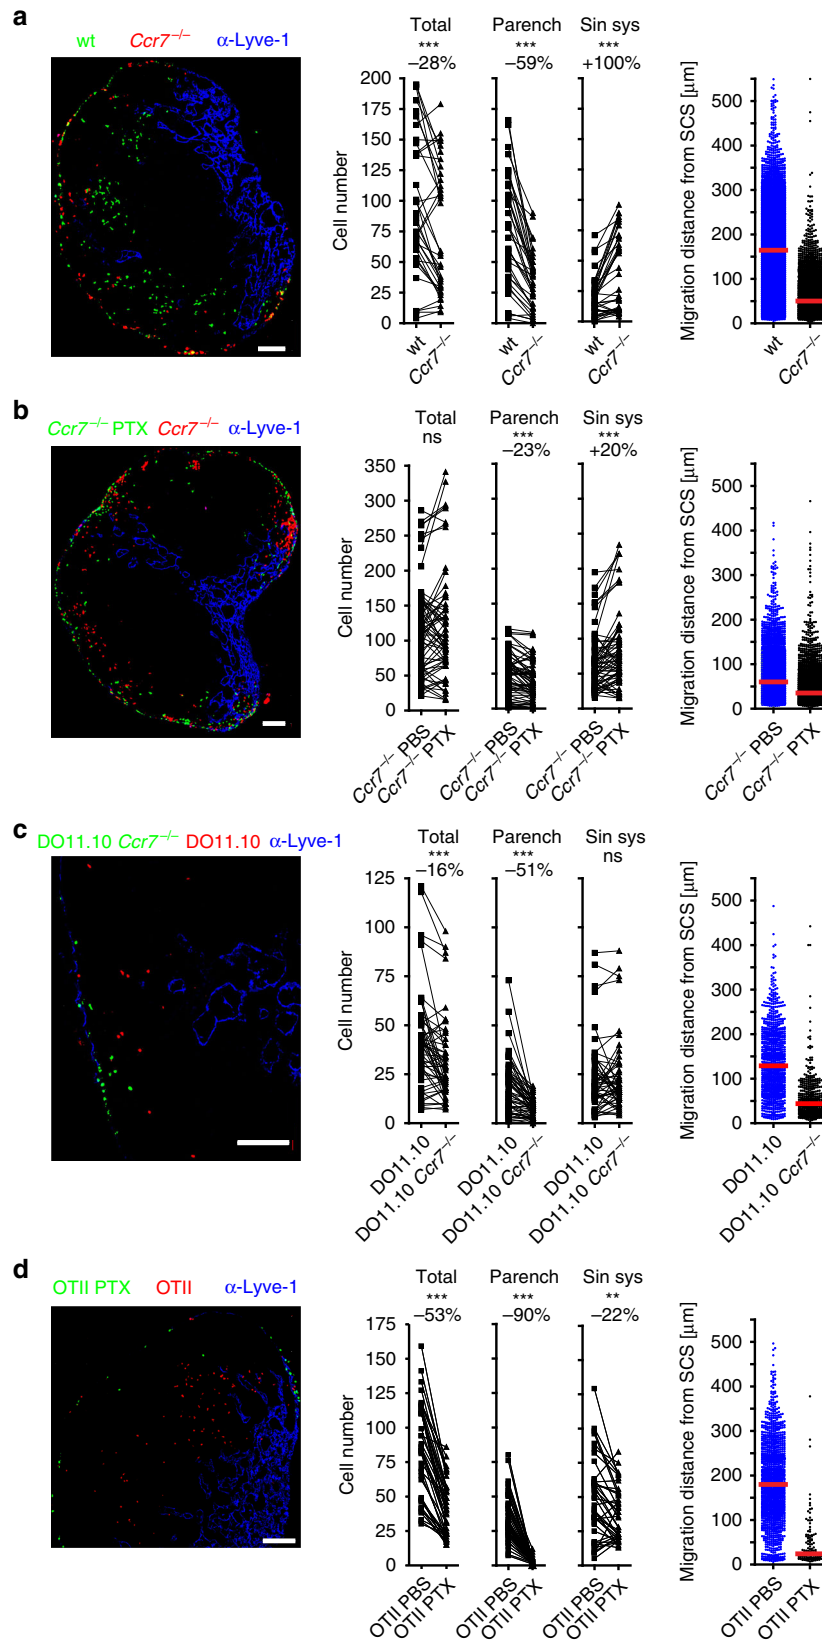 a
wt Ccr7–/– α-Lyve-1
Total Parench Sin sys
*** *** ***
–28% –59% +100%
Cell number
200
175
150
125
100
75
50
25
0
wt Ccr7–/– wt Ccr7–/– wt Ccr7–/–
Migration distance from SCS [µm]
500
400
300
200
100
0
wt Ccr7–/–
b
Ccr7–/– PTX Ccr7–/– α-Lyve-1
Total Parench Sin sys
ns *** ***
–23% +20%
Cell number
350
300
250
200
150
100
50
0
Ccr7–/– PBS Ccr7–/– PTX Ccr7–/– PBS Ccr7–/– PTX Ccr7–/– PBS Ccr7–/– PTX
Migration distance from SCS [µm]
500
400
300
200
100
0
Ccr7–/– PBS Ccr7–/– PTX
c
DO11.10 Ccr7–/– DO11.10 α-Lyve-1
Total Parench Sin sys
*** *** ns
–16% –51%
Cell number
125
100
75
50
25
0
DO11.10 DO11.10 Ccr7–/– DO11.10 DO11.10 Ccr7–/– DO11.10 DO11.10 Ccr7–/–
Migration distance from SCS [µm]
500
400
300
200
100
0
DO11.10 DO11.10 Ccr7–/–
d
OTII PTX OTII α-Lyve-1
Total Parench Sin sys
*** *** **
–53% –90% –22%
Cell number
175
150
125
100
75
50
25
0
OTII PBS OTII PTX OTII PBS OTII PTX OTII PBS OTII PTX
Migration distance from SCS [µm]
500
400
300
200
100
0
OTII PBS OTII PTX